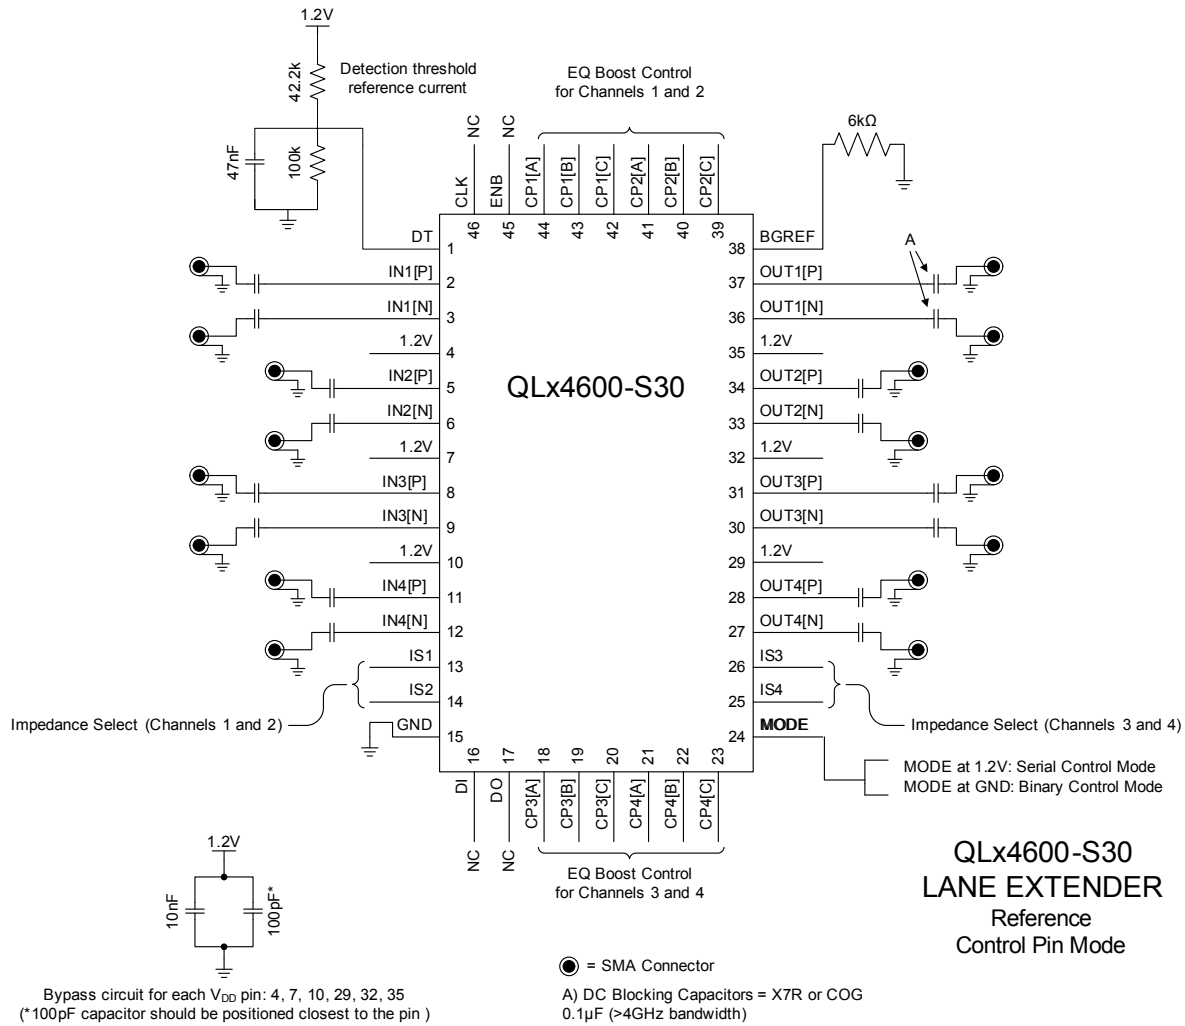 1.2V
42.2k
Detection threshold
reference current
47nF
100k
EQ Boost Control
for Channels 1 and 2
6kΩ
NC
NC
CLK
ENB
CP1[A]
CP1[B]
CP1[C]
CP2[A]
CP2[B]
CP2[C]
46
45
44
43
42
41
40
39
DT
1
38
BGREF
A
IN1[P]
2
37
OUT1[P]
IN1[N]
3
36
OUT1[N]
1.2V
4
35
1.2V
IN2[P]
5
QLx4600-S30
34
OUT2[P]
IN2[N]
6
33
OUT2[N]
1.2V
7
32
1.2V
IN3[P]
8
31
OUT3[P]
IN3[N]
9
30
OUT3[N]
1.2V
10
29
1.2V
IN4[P]
11
28
OUT4[P]
IN4[N]
12
27
OUT4[N]
IS1
13
26
IS3
IS2
14
25
IS4
Impedance Select (Channels 1 and 2)
GND
15
24
MODE
Impedance Select (Channels 3 and 4)
16
17
18
19
20
21
22
23
DI
DO
CP3[A]
CP3[B]
CP3[C]
CP4[A]
CP4[B]
CP4[C]
NC
NC
MODE at 1.2V: Serial Control Mode
MODE at GND: Binary Control Mode
EQ Boost Control
for Channels 3 and 4
1.2V
10nF
100pF*
Bypass circuit for each VDD pin: 4, 7, 10, 29, 32, 35
(*100pF capacitor should be positioned closest to the pin )
QLx4600-S30
LANE EXTENDER
Reference
Control Pin Mode
= SMA Connector
A) DC Blocking Capacitors = X7R or COG
0.1µF (>4GHz bandwidth)